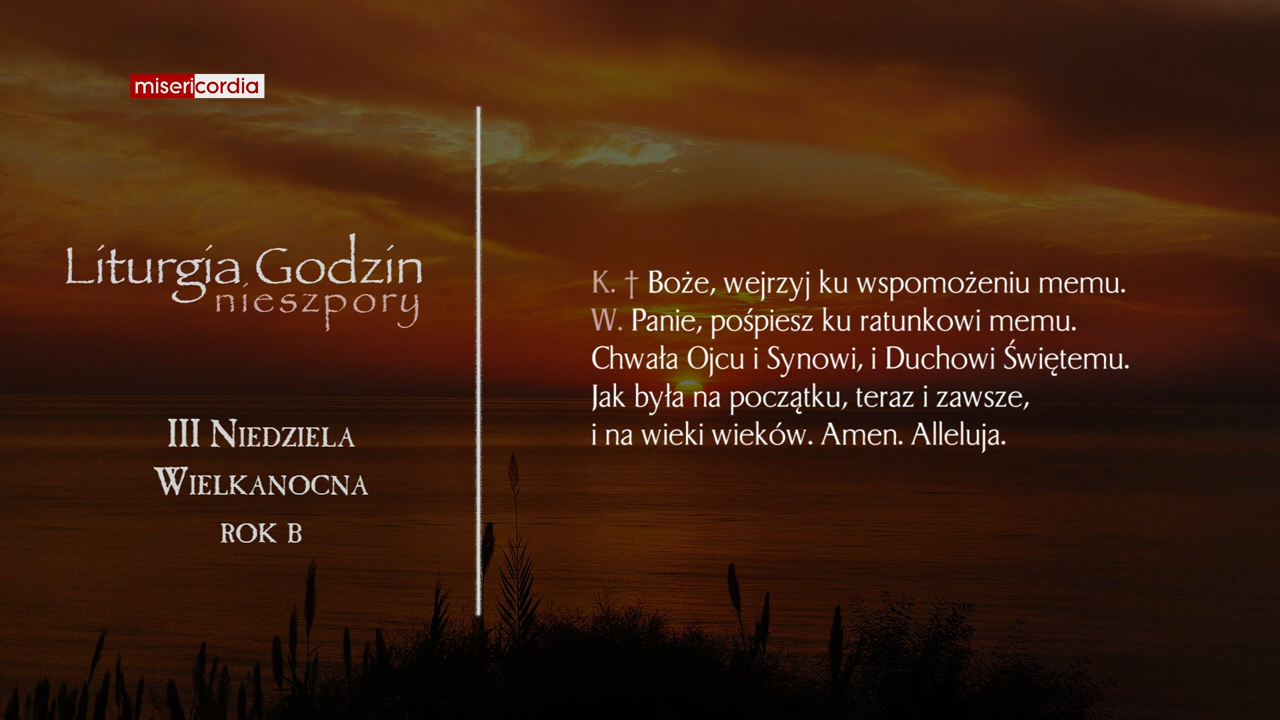 misericordia
Liturgia Godzin
nieszpory
III Niedziela
Wielkanocna
rok B
K. † Boże, wejrzyj ku wspomożeniu memu.
W. Panie, pośpiesz ku ratunkowi memu.
Chwała Ojcu i Synowi, i Duchowi Świętemu.
Jak była na początku, teraz i zawsze,
i na wieki wieków. Amen. Alleluja.